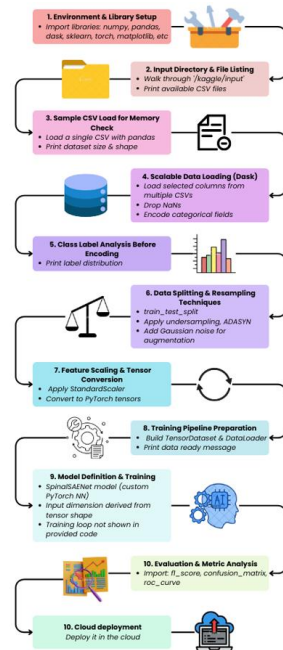 1. Environment & Library Setup
• Import libraries: numpy, pandas,
dask, sklearn, torch, matplotlib, etc
2. Input Directory & File Listing
• Walk through '/kaggle/input'
• Print available CSV files
3. Sample CSV Load for Memory
Check
• Load a single CSV with pandas
• Print dataset size & shape
4. Scalable Data Loading (Dask)
• Load selected columns from
multiple CSVs
• Drop NaNs
• Encode categorical fields
5. Class Label Analysis Before
Encoding
• Print label distribution
6. Data Splitting & Resampling
Techniques
• train_test_split
• Apply undersampling, ADASYN
• Add Gaussian noise for
augmentation
7. Feature Scaling & Tensor
Conversion
• Apply StandardScaler
• Convert to PyTorch tensors
8. Training Pipeline Preparation
• Build TensorDataset & DataLoader
• Print data ready message
9. Model Definition & Training
• SpinalSAENet model (custom
PyTorch NN)
• Input dimension derived from
tensor shape
• Training loop not shown in
provided code
AI
10. Evaluation & Metric Analysis
• Import: f1_score, confusion_matrix,
roc_curve
10. Cloud deployment
Deploy it in the cloud